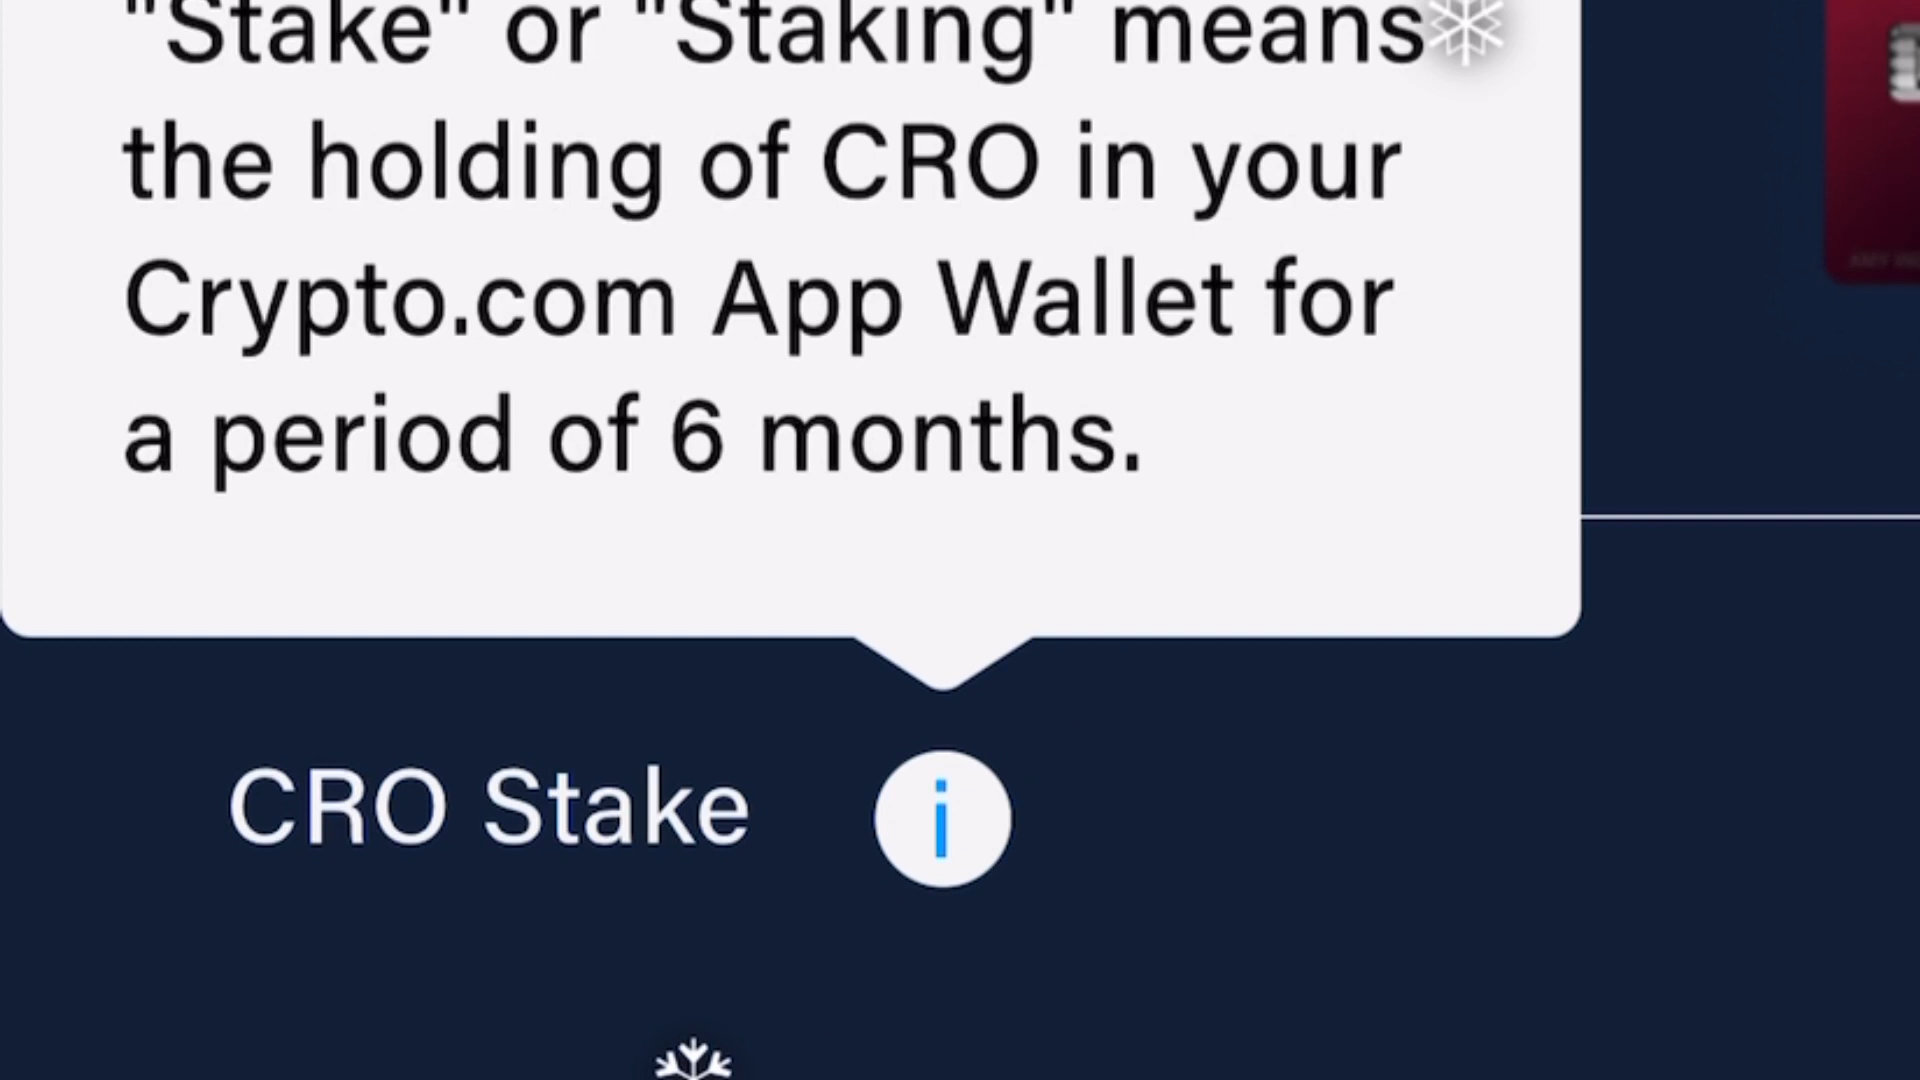 "Stake" or "Staking" means
the holding of CRO in your
Crypto.com App Wallet for
a period of 6 months.
CRO Stake
i